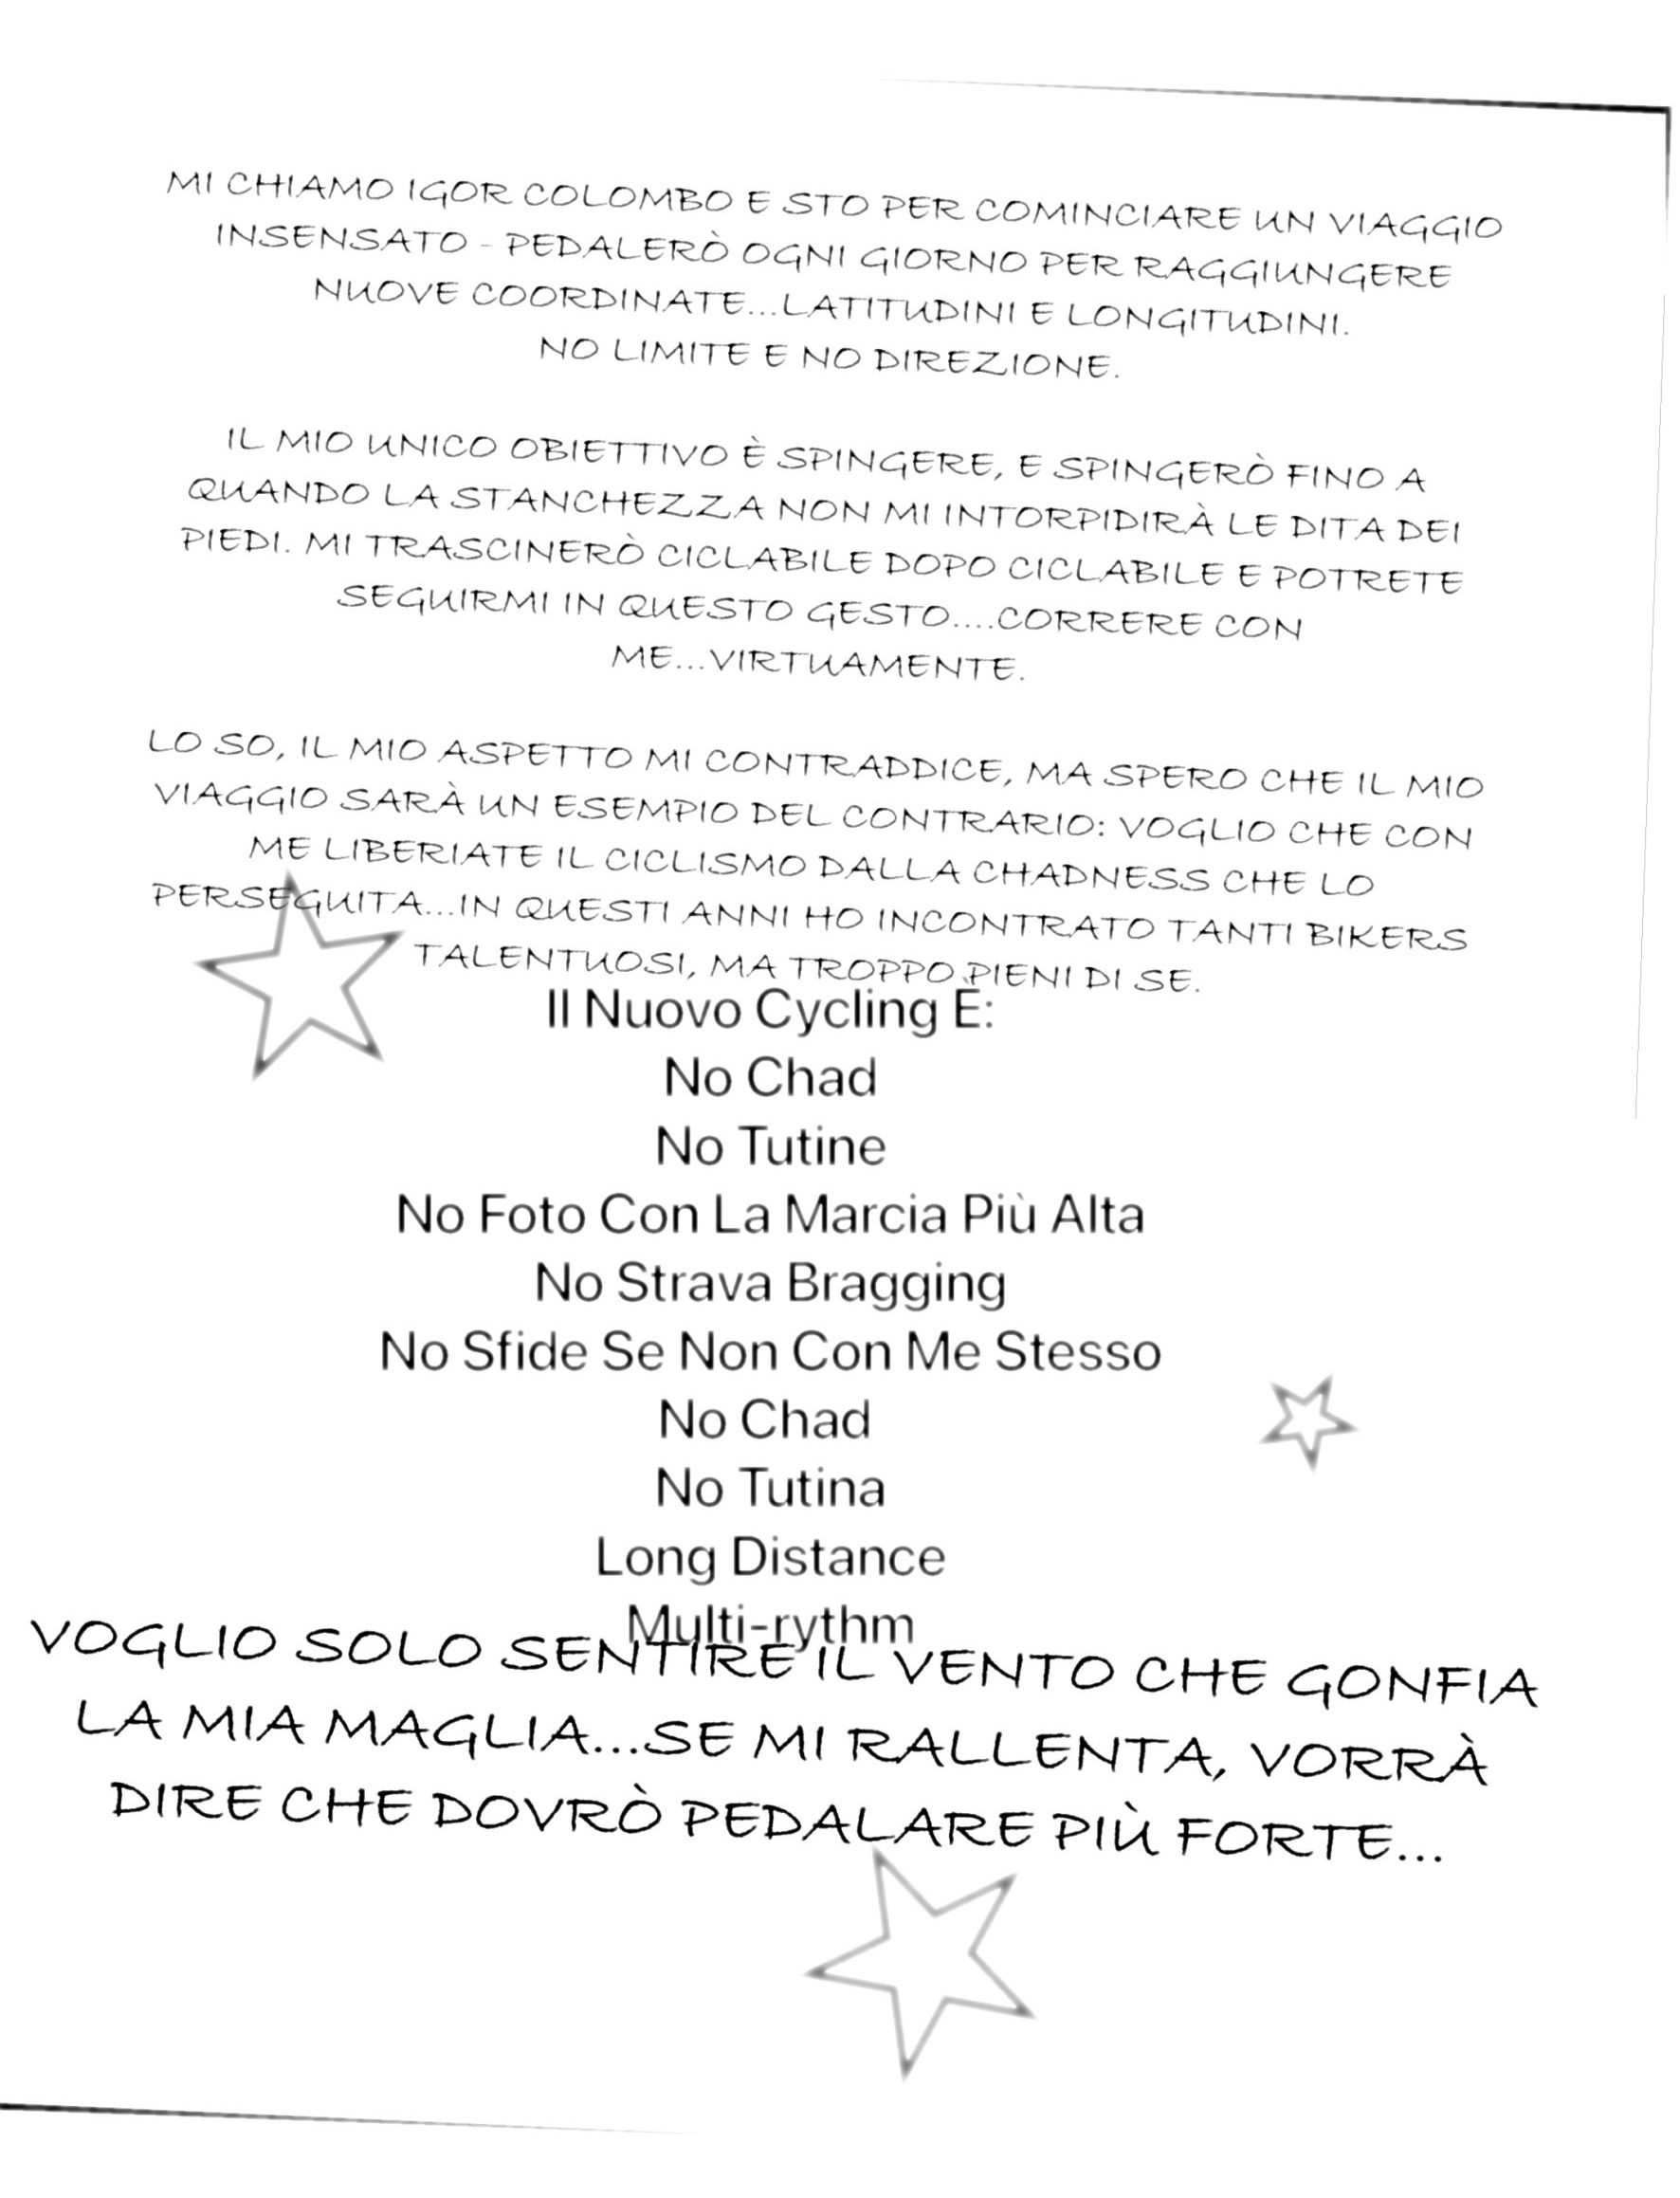 MI CHIAMO IGOR COLOMBO E STO PER COMINCIARE UN VIAGGIO
INSENSATO - PEDALERÒ OGNI GIORNO PER RAGGIUNGERE
NUOVE COORDINATE...LATITUDINI E LONGITUDINI.
NO LIMITE E NO DIREZIONE.
IL MIO UNICO OBIETTIVO È SPINGERE, E SPINGERÒ FINO A
QUANDO LA STANCHEZZA NON MI INTORPIDIRÀ LE DITA DEI
PIEDI. MI TRASCINERÒ CICLABILE DOPO CICLABILE E POTRETE
SEGUIRMI IN QUESTO GESTO....CORRERE CON
ME...VIRTUAMENTE.
LO SO, IL MIO ASPETTO MI CONTRADDICE, MA SPERO CHE IL MIO
VIAGGIO SARÀ UN ESEMPIO DEL CONTRARIO: VOGLIO CHE CON
ME LIBERIATE IL CICLISMO DALLA CHADNESS CHE LO
PERSEGUITA...IN QUESTI ANNI HO INCONTRATO TANTI BIKERS
TALENTUOSI, MA TROPPO PIENI DI SE.
Il Nuovo Cycling È:
No Chad
No Tutine
No Foto Con La Marcia Più Alta
No Strava Bragging
No Sfide Se Non Con Me Stesso
No Chad
No Tutina
Long Distance
Multi-rythm
VOGLIO SOLO SENTIRE IL VENTO CHE GONFIA
LA MIA MAGLIA...SE MI RALLENTA, VORRÀ
DIRE CHE DOVRÒ PEDALARE PIÙ FORTE...